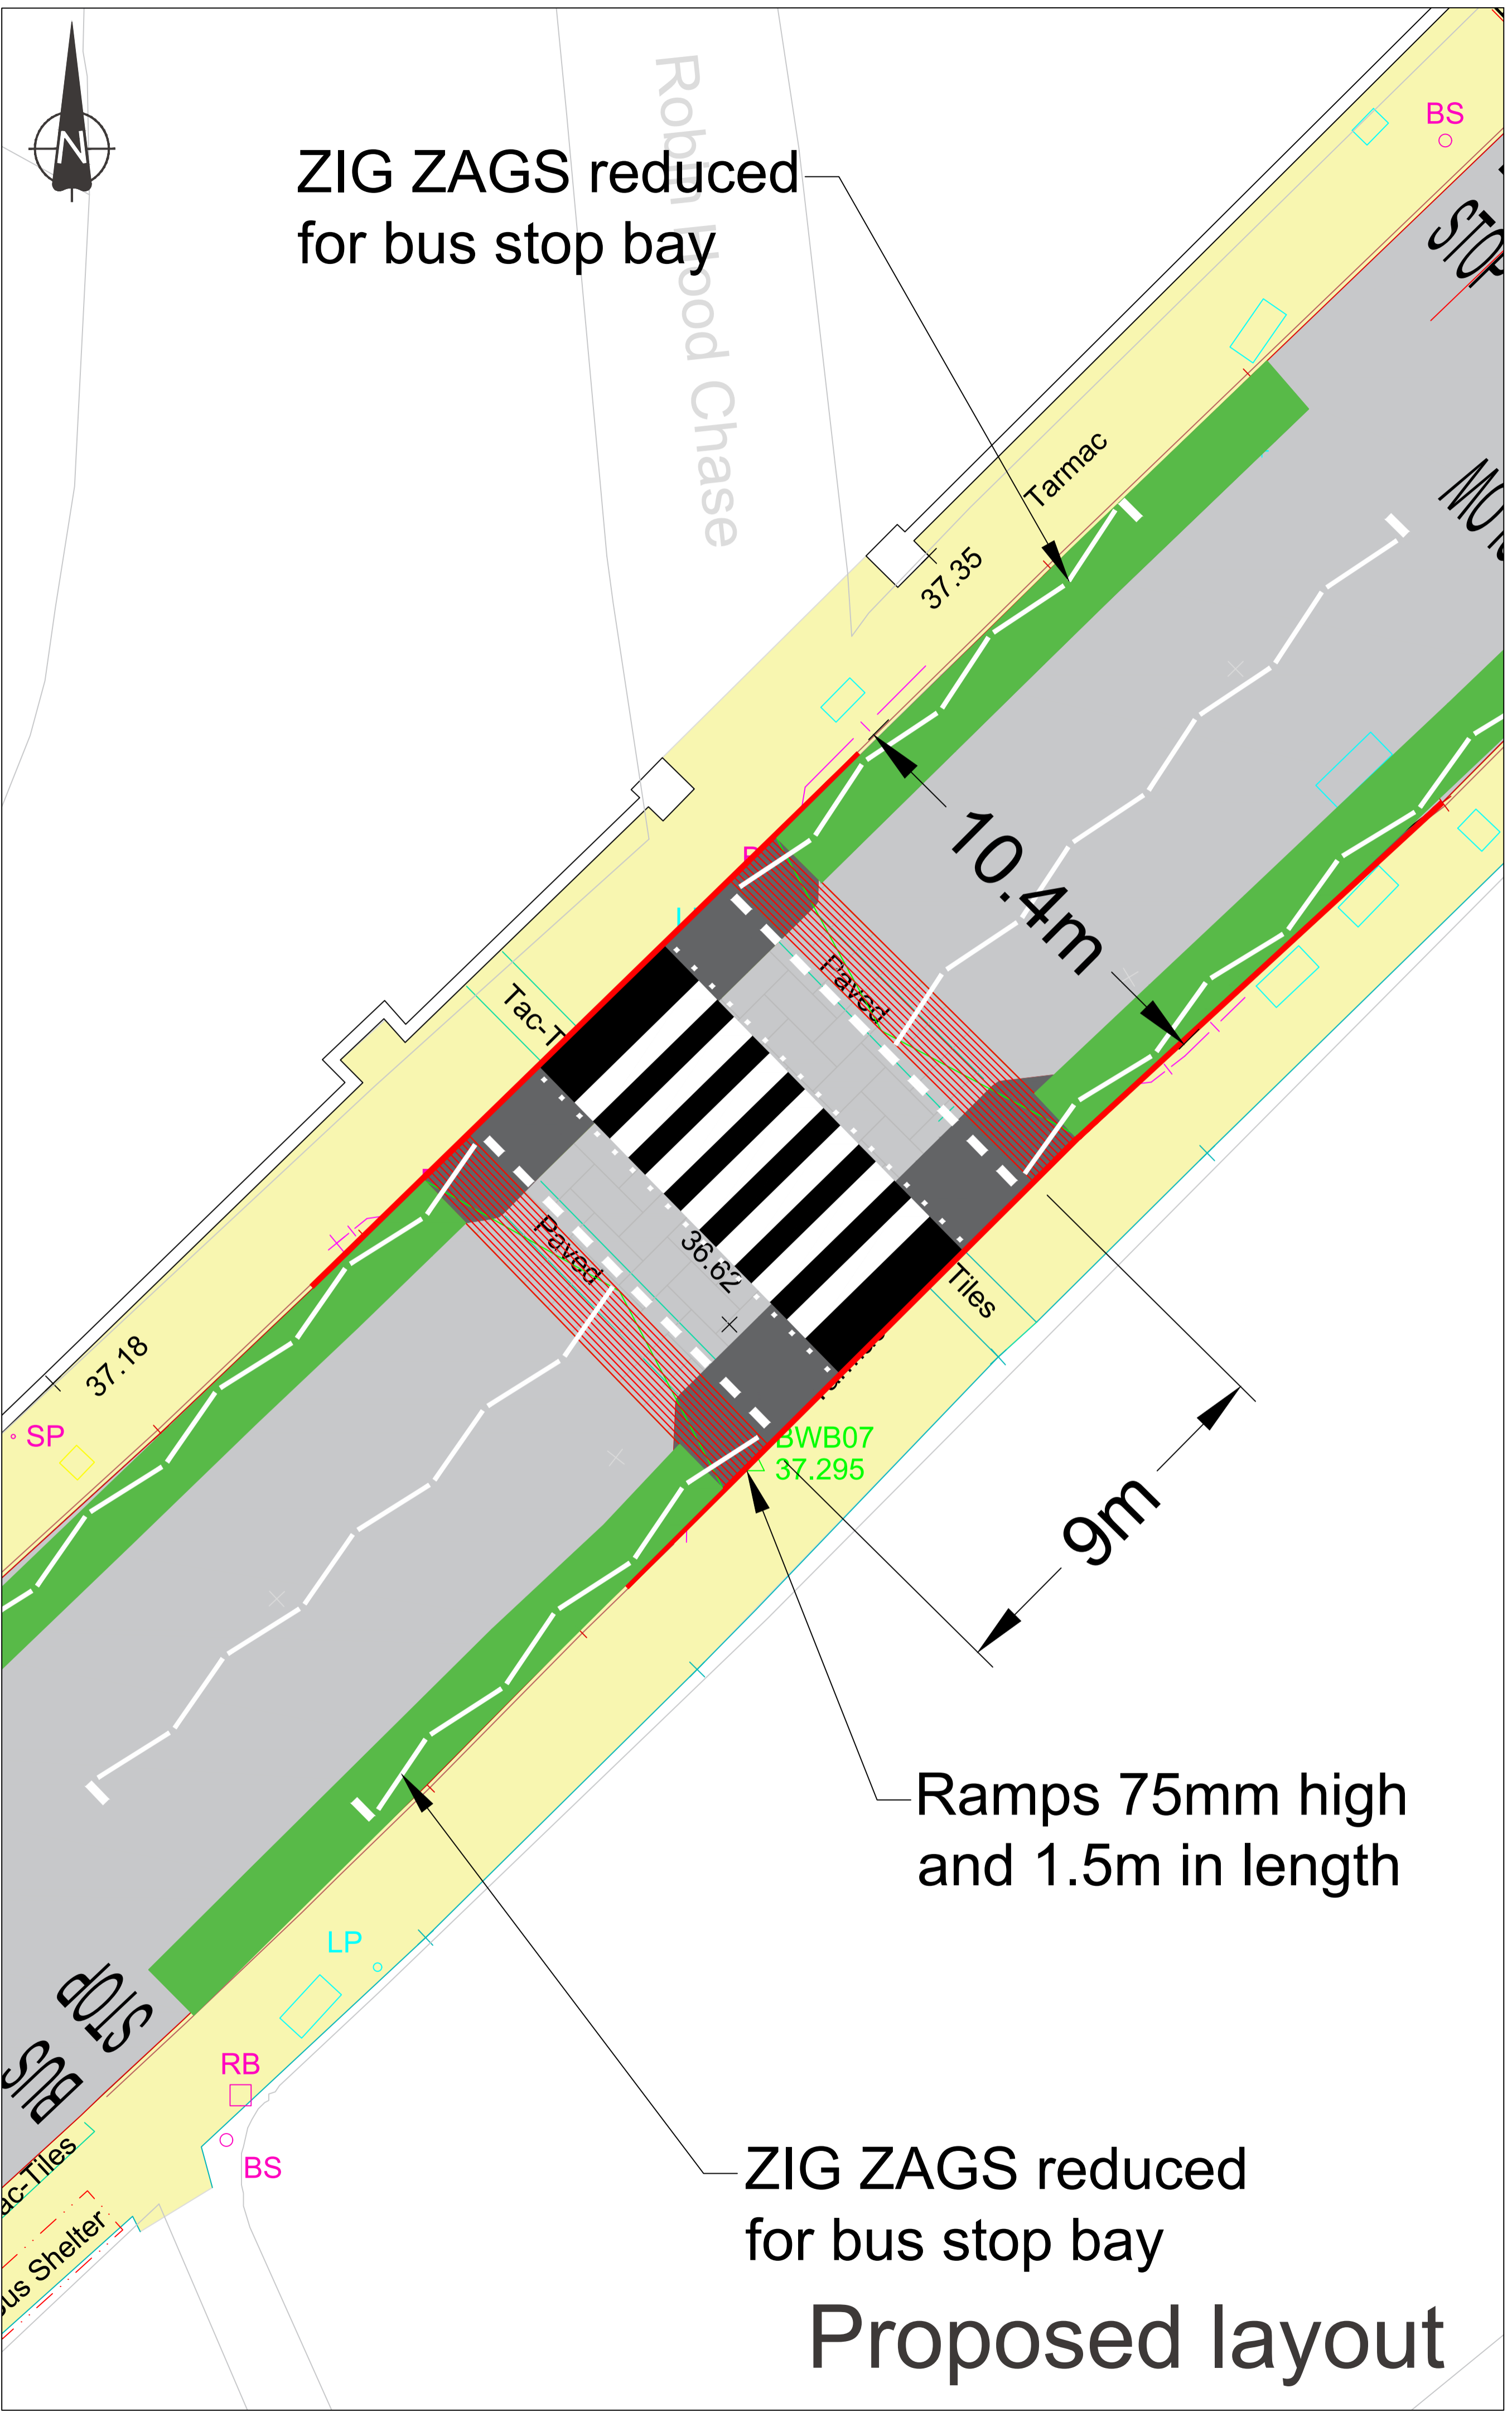 N
Robin Hood Chase
BS
ZIG ZAGS reduced
for bus stop bay
STOP
Tarmac
37.35
10.4m
Paved
Tac-T
Paved
36.62
Tiles
37.18
SP
BWB07
37.295
9m
Ramps 75mm high
and 1.5m in length
LP
STOP
BUS
RB
BS
ac-Tiles
Bus Shelter
ZIG ZAGS reduced
for bus stop bay
Proposed layout